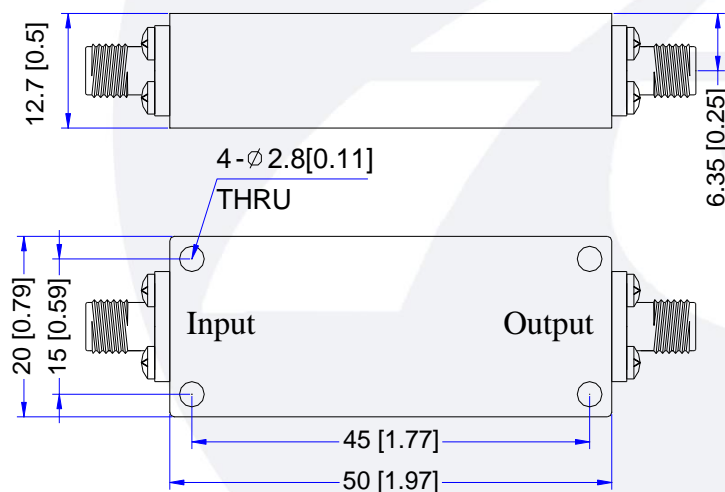 12.7 [0.5]
6.35 [0.25]
4-∅2.8[0.11]
THRU
20 [0.79]
15 [0.59]
Input
Output
45 [1.77]
50 [1.97]